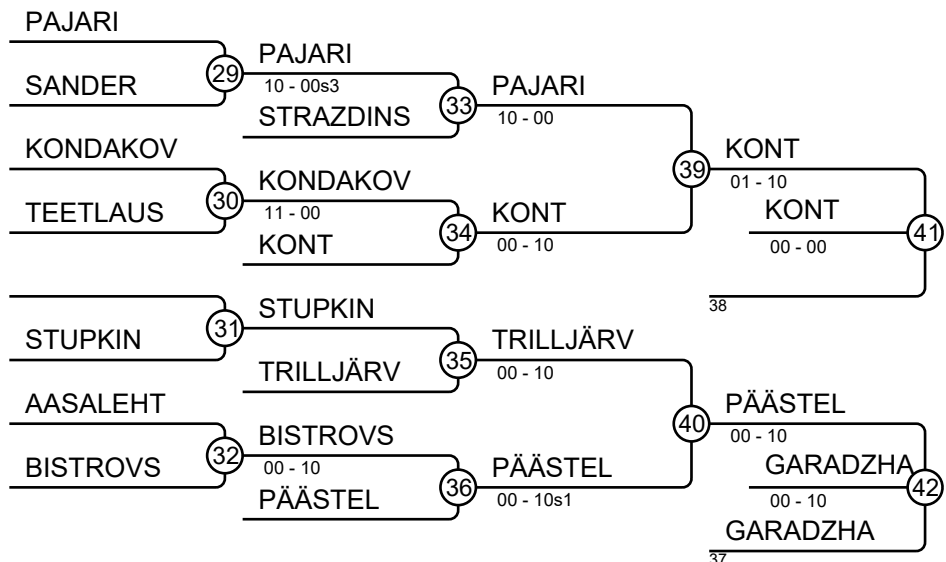 PAJARI
SANDER
29
PAJARI
10 - 00s3
STRAZDINS
33
PAJARI
10 - 00
KONDAKOV
TEETLAUS
30
KONDAKOV
11 - 00
KONT
34
KONT
00 - 10
39
KONT
01 - 10
KONT
00 - 00
41
38
STUPKIN
31
STUPKIN
TRILLJÄRV
35
TRILLJÄRV
00 - 10
AASALEHT
BISTROVS
32
BISTROVS
00 - 10
PÄÄSTEL
36
PÄÄSTEL
00 - 10s1
40
PÄÄSTEL
00 - 10
GARADZHA
00 - 10
42
GARADZHA
37